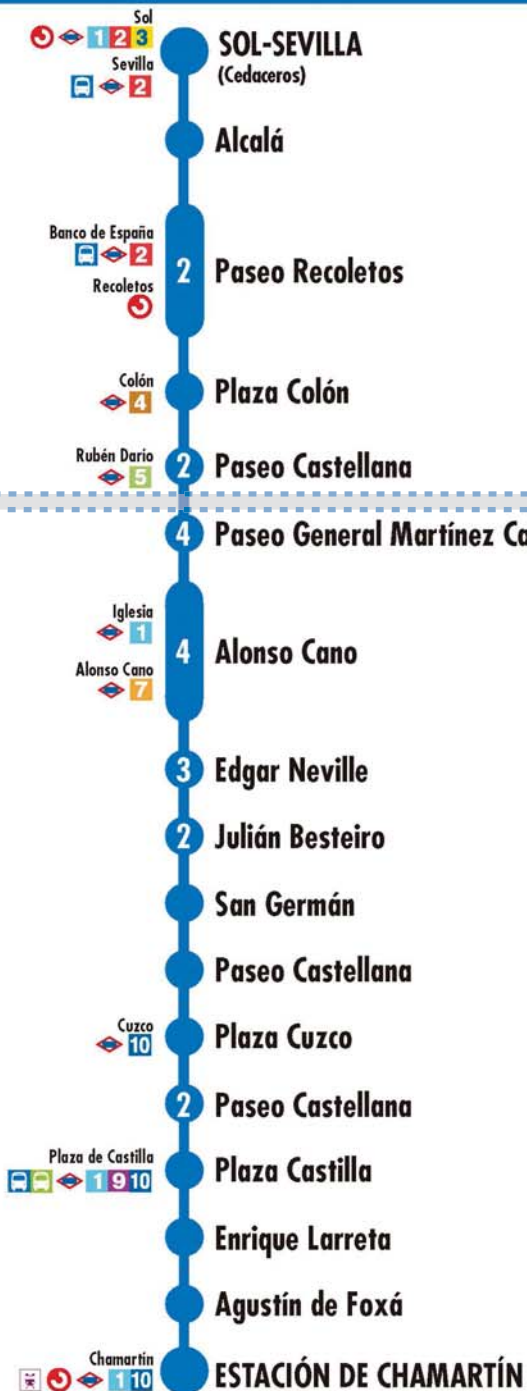 Sol
1 2 3
SOL-SEVILLA
Sevilla
(Cedaceros)
2
Alcalá
Banco de España
2
2 Paseo Recoletos
Recoletos
Colón
4
Plaza Colón
Rubén Dario
5
2 Paseo Castellana
4 Paseo General Martínez Ca
Iglesia
1
4 Alonso Cano
Alonso Cano
7
3 Edgar Neville
2 Julián Besteiro
San Germán
Paseo Castellana
Cuzco
10
Plaza Cuzco
2 Paseo Castellana
Plaza de Castilla
1 9 10
Plaza Castilla
Enrique Larreta
Agustín de Foxá
Chamartín
1 10
ESTACIÓN DE CHAMARTÍN